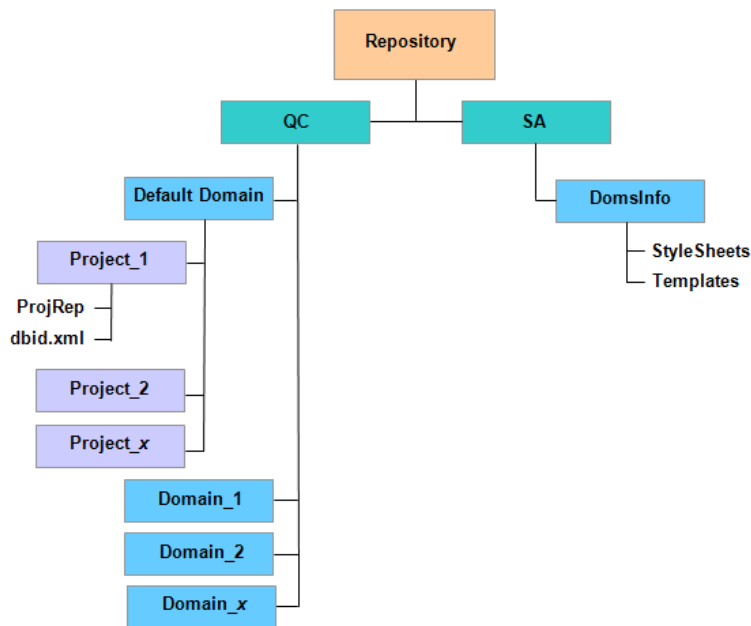 Repository
QC
SA
Default Domain
DomsInfo
Project_1
StyleSheets
Templates
ProjRep
dbid.xml
Project_2
Project_x
Domain_1
Domain_2
Domain_x